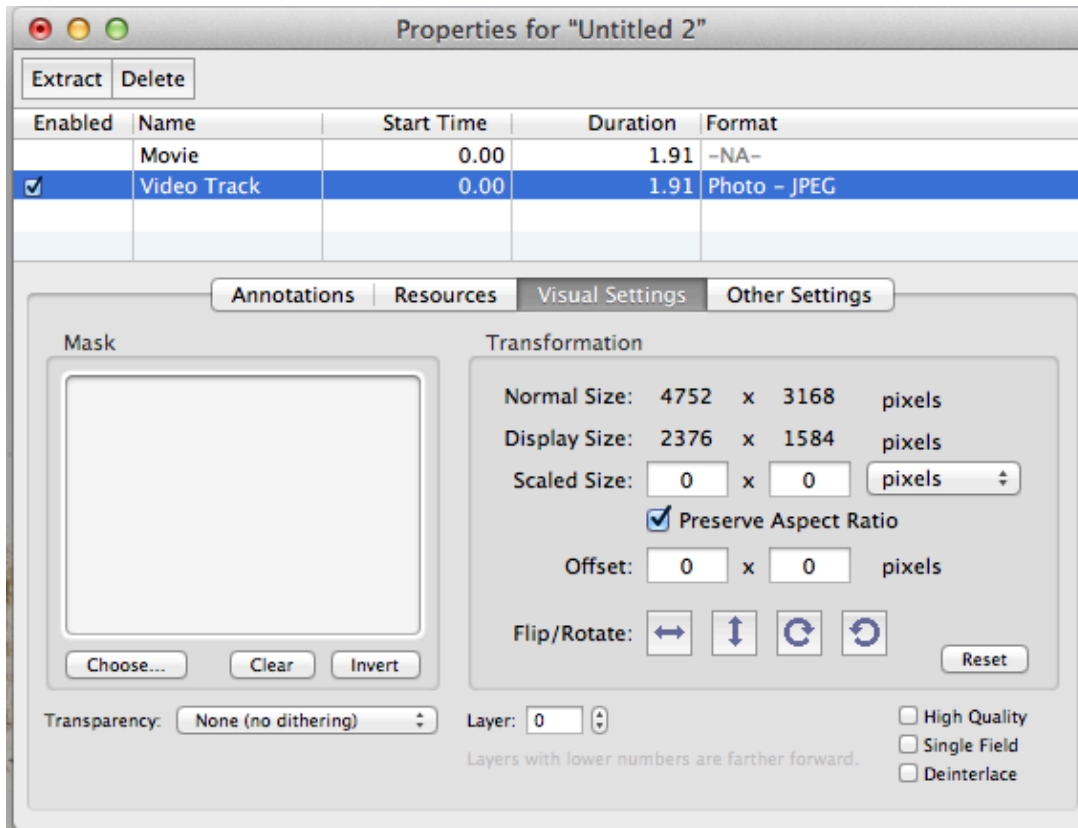 Properties for “Untitled 2”
Extract Delete
Enabled Name Start Time Duration Format
Movie 0.00 1.91 -NA-
Video Track 0.00 1.91 Photo - JPEG
Annotations Resources Visual Settings Other Settings
Mask
Choose... Clear Invert
Transformation
Normal Size: 4752 x 3168 pixels
Display Size: 2376 x 1584 pixels
Scaled Size: 0 x 0 pixels
Preserve Aspect Ratio
Offset: 0 x 0 pixels
Flip/Rotate:
Reset
Transparency: None (no dithering) Layer: 0
Layers with lower numbers are farther forward.
High Quality
Single Field
Deinterlace